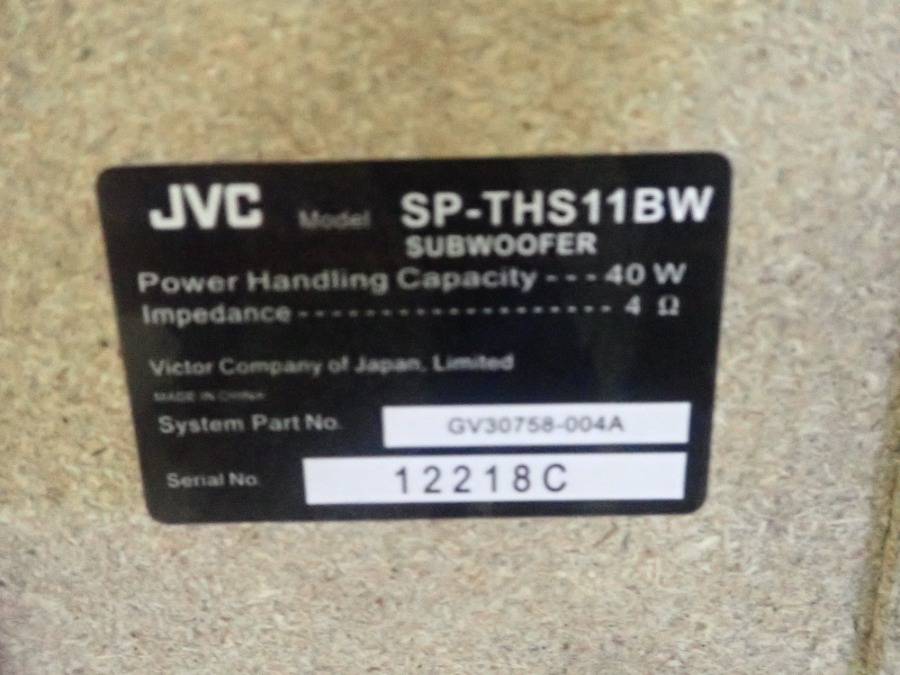 JVC Model SP-THS11BW
SUBWOOFER
Power Handling Capacity --- 40 W
Impedance ------------------- 4 Ω
Victor Company of Japan, Limited
MADE IN CHINA
System Part No. GV30758-004A
Serial No. 12218C